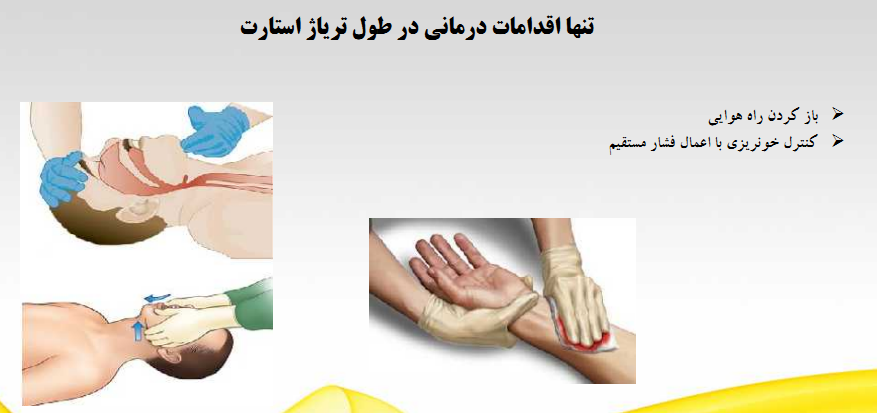 تنها اقدامات درمانی در طول تریاژ استارت
➢ باز کردن راه هوایی
➢ کنترل خونریزی با اعمال فشار مستقیم